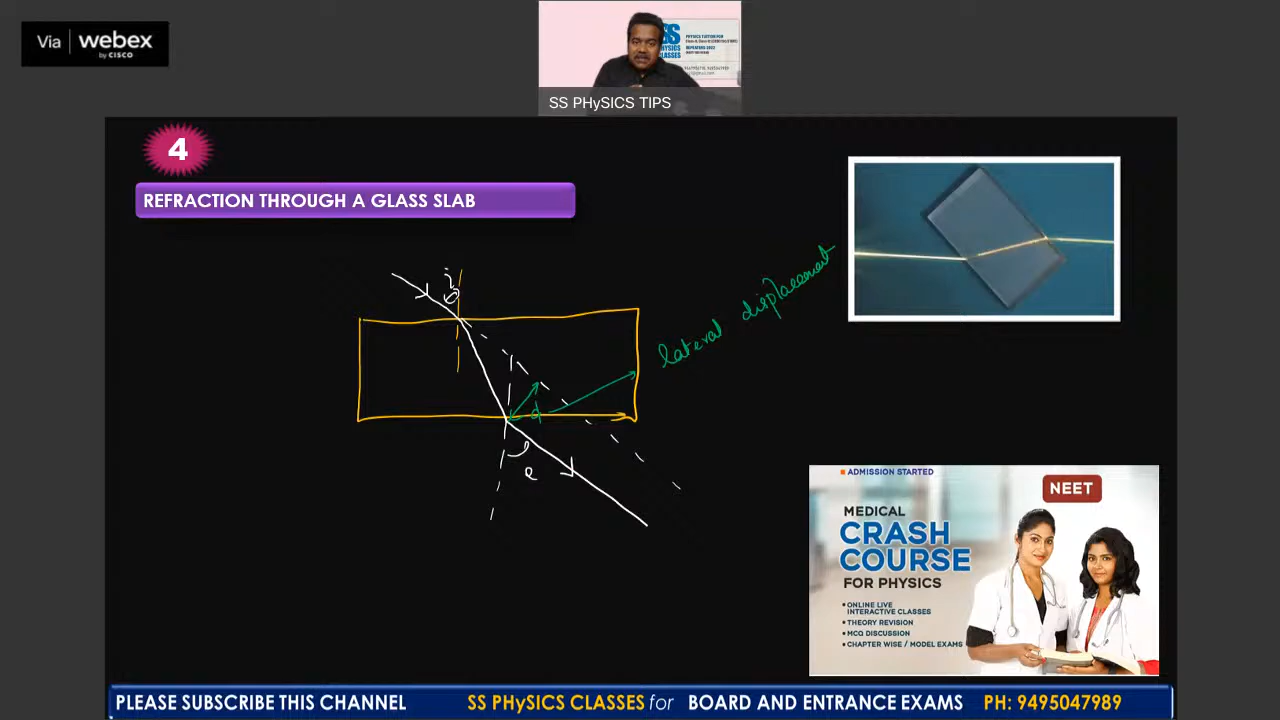 Via webex
by CISCO
SS PHySICS TIPS
4
REFRACTION THROUGH A GLASS SLAB
i
lateral displacement
d
e
ADMISSION STARTED
NEET
MEDICAL
CRASH
COURSE
FOR PHYSICS
• ONLINE LIVE
INTERACTIVE CLASSES
• THEORY REVISION
• MCQ DISCUSSION
• CHAPTER WISE / MODEL EXAMS
PLEASE SUBSCRIBE THIS CHANNEL SS PHySICS CLASSES for BOARD AND ENTRANCE EXAMS PH: 9495047989